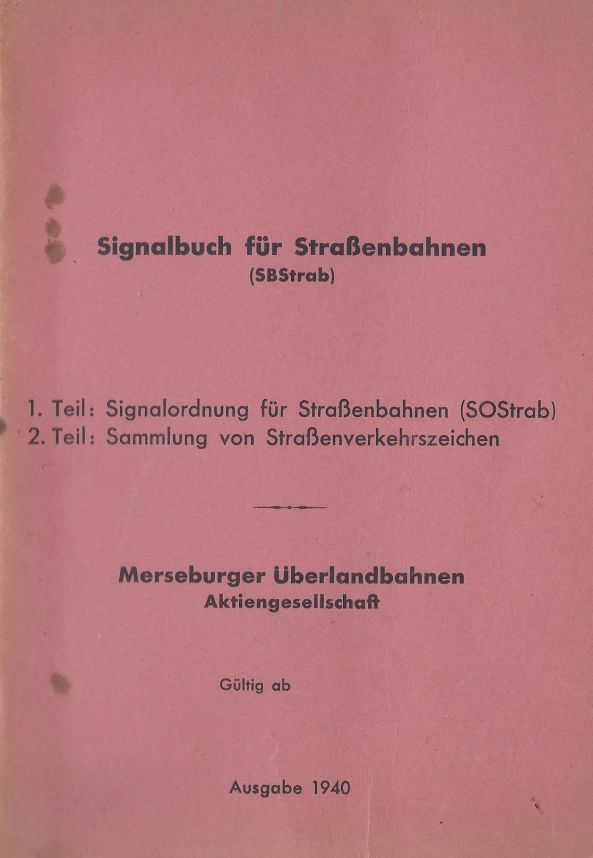 Signalbuch für Straßenbahnen
(SBStrab)
1. Teil: Signalordnung für Straßenbahnen (SOStrab)
2. Teil: Sammlung von Straßenverkehrszeichen
Merseburger Überlandbahnen
Aktiengesellschaft
Gültig ab
Ausgabe 1940